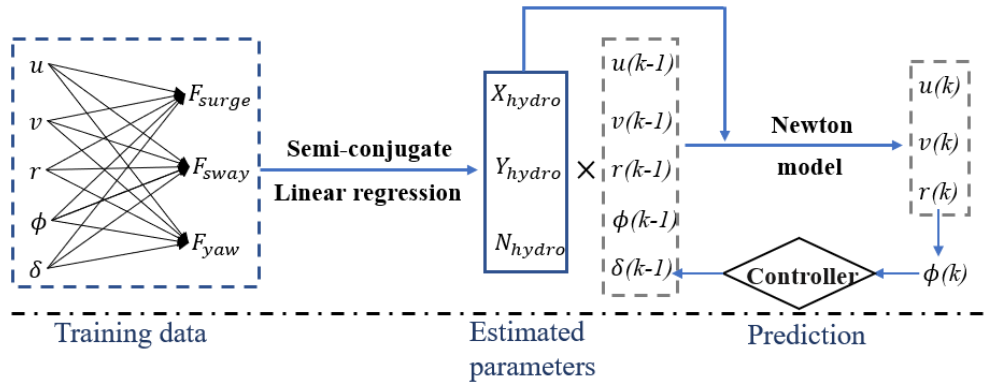 u
v
r
ϕ
δ
F_surge
F_sway
F_yaw
Semi-conjugate
Linear regression
X_hydro
Y_hydro
N_hydro
×
u(k-1)
v(k-1)
r(k-1)
ϕ(k-1)
δ(k-1)
Newton
model
u(k)
v(k)
r(k)
ϕ(k)
Controller
Training data
Estimated
parameters
Prediction